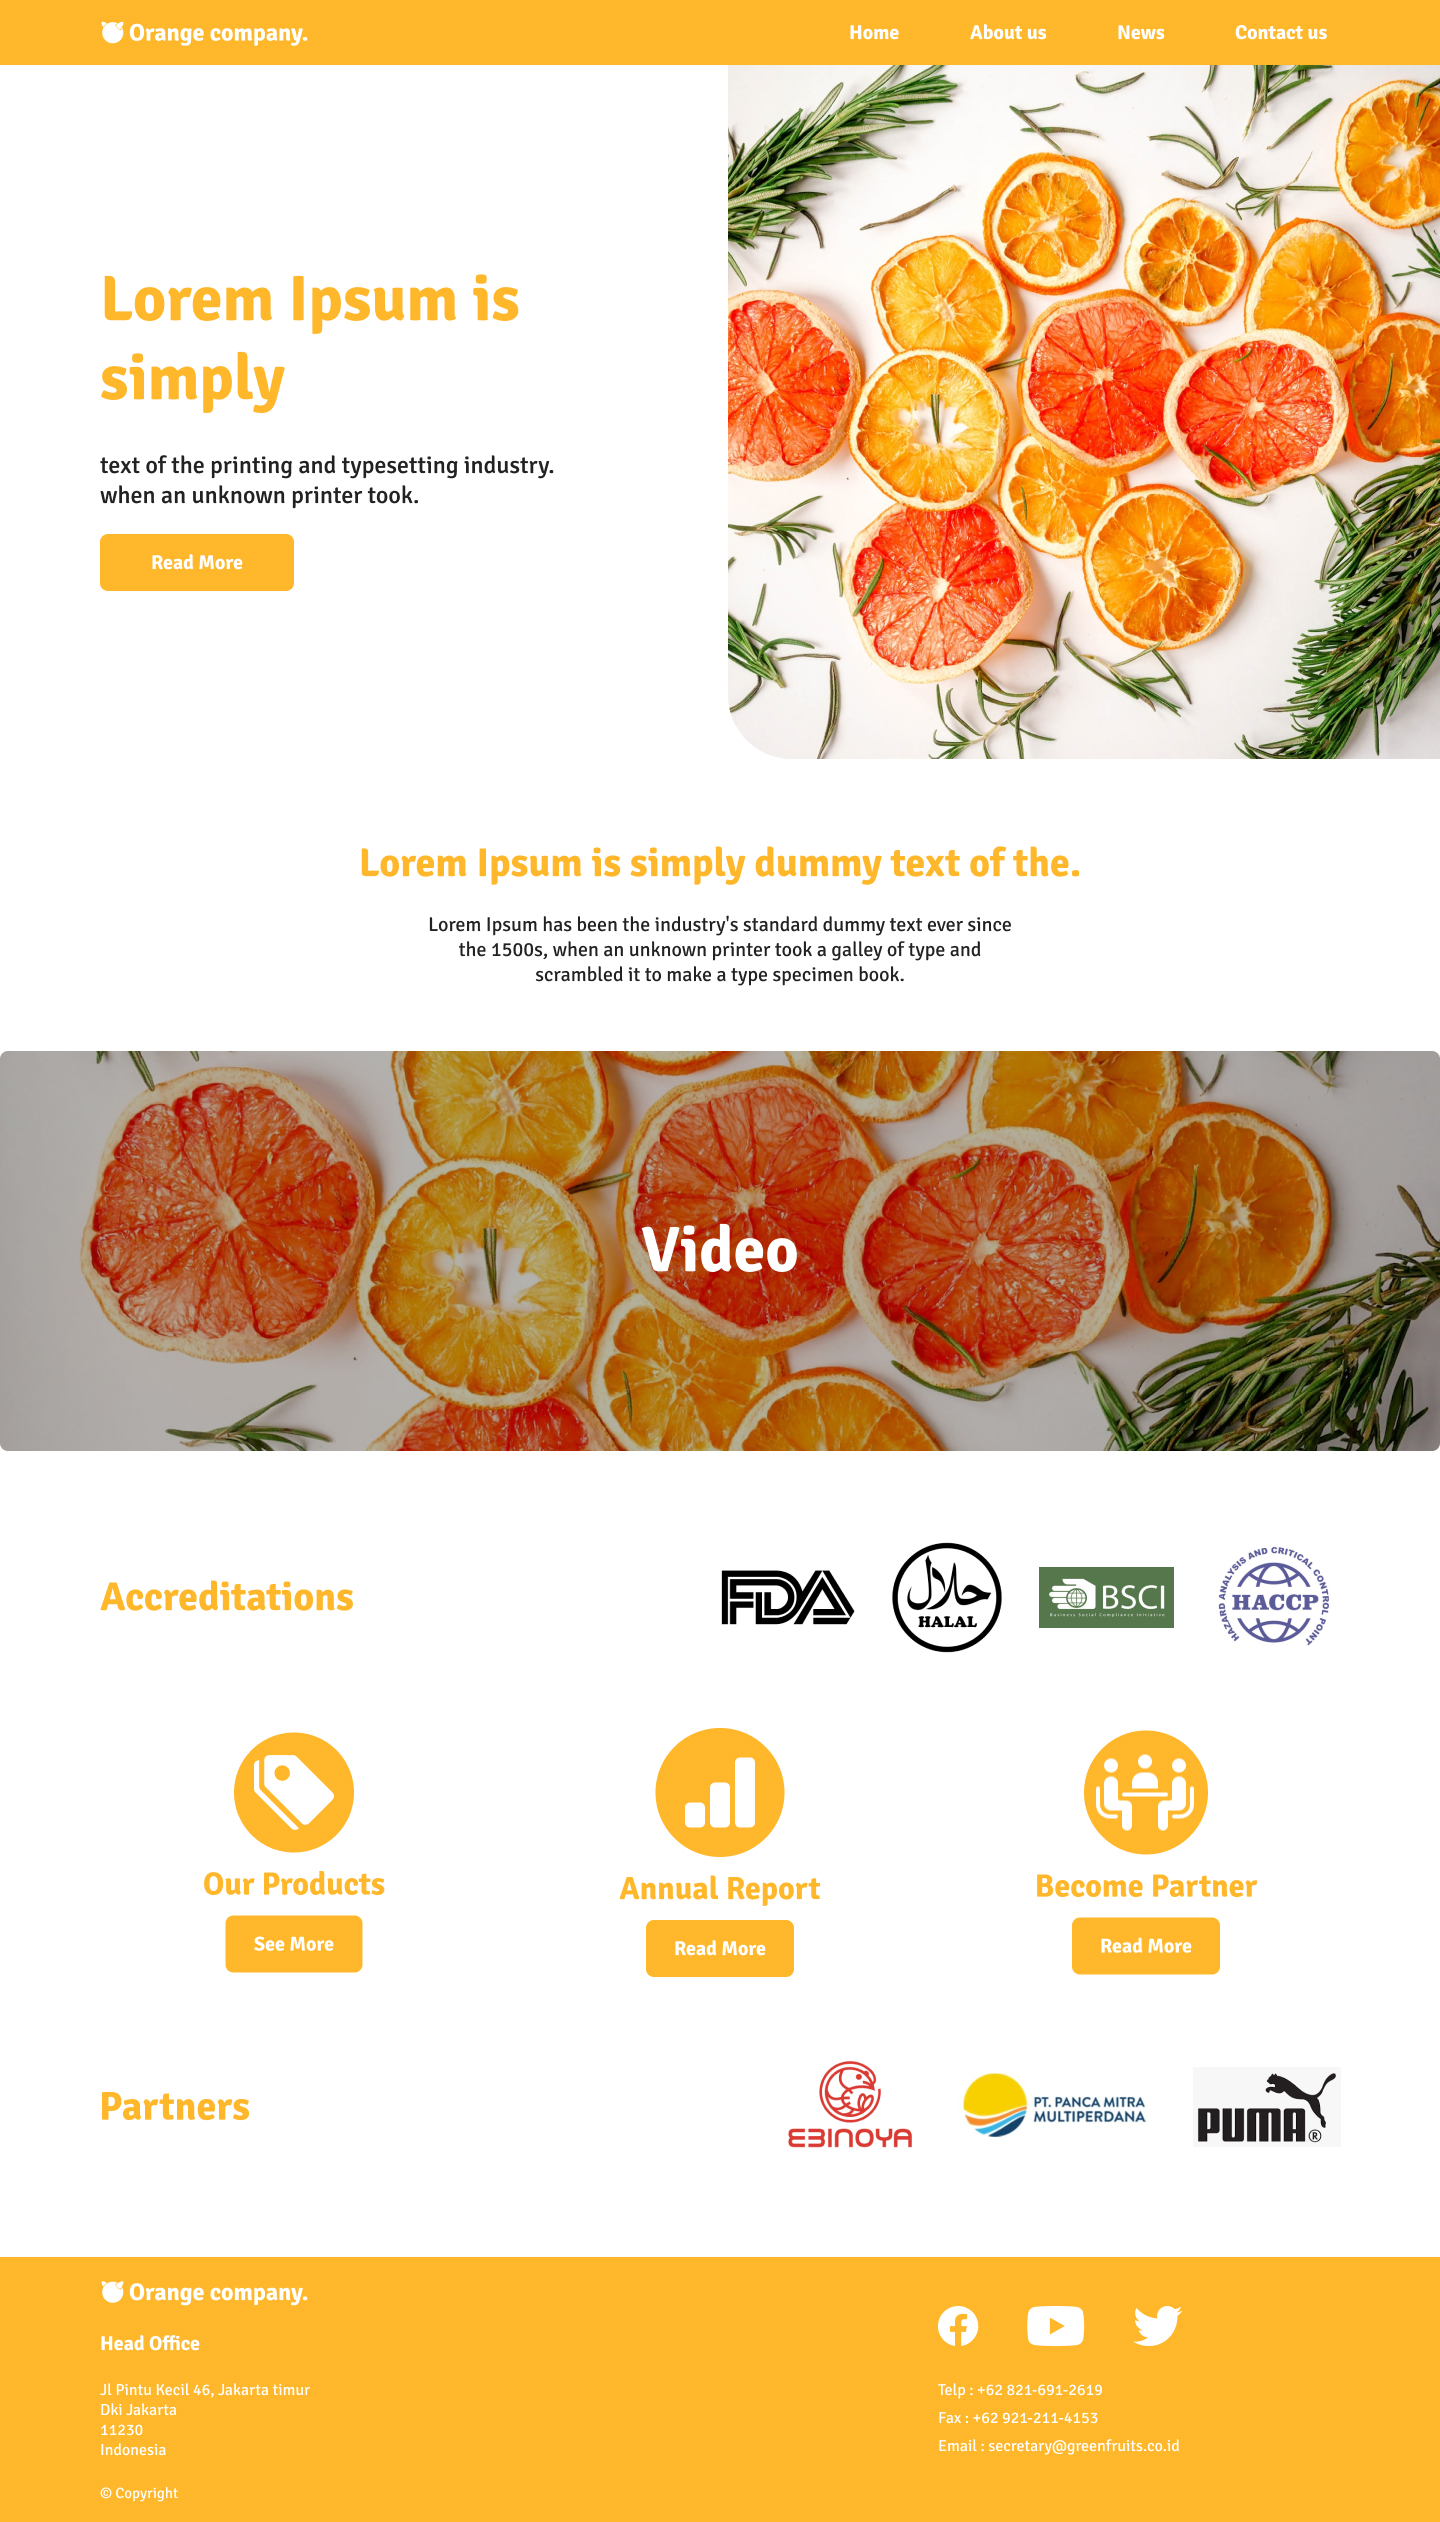 Orange company.
Home
About us
News
Contact us
Lorem Ipsum is
simply
text of the printing and typesetting industry.
when an unknown printer took.
Read More
Lorem Ipsum is simply dummy text of the.
Lorem Ipsum has been the industry's standard dummy text ever since
the 1500s, when an unknown printer took a galley of type and
scrambled it to make a type specimen book.
Video
Accreditations
FDA
حلال
HALAL
BSCI
Business Social Compliance Initiative
HAZARD ANALYSIS AND CRITICAL CONTROL POINT
HACCP
Our Products
See More
Annual Report
Read More
Become Partner
Read More
Partners
EBINOYA
PT. PANCA MITRA
MULTIPERDANA
PUMA®
Orange company.
Head Office
Jl Pintu Kecil 46, Jakarta timur
Dki Jakarta
11230
Indonesia
© Copyright
Telp : +62 821-691-2619
Fax : +62 921-211-4153
Email : secretary@greenfruits.co.id